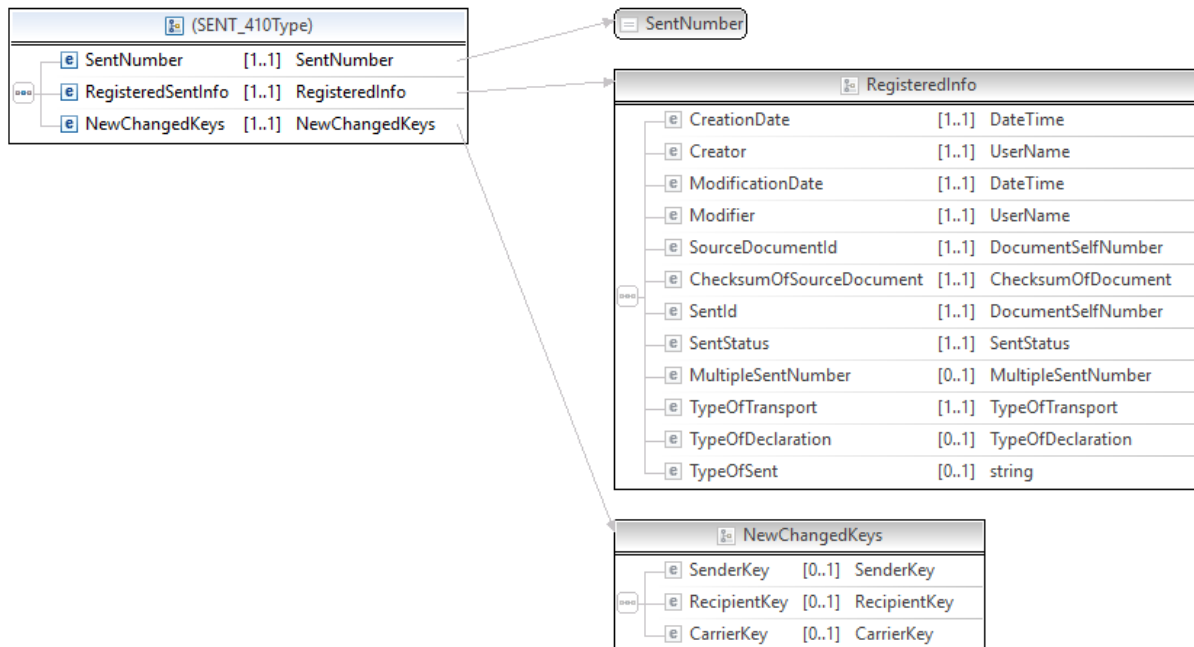 (SENT_410Type)
SentNumber [1..1] SentNumber
RegisteredSentInfo [1..1] RegisteredInfo
NewChangedKeys [1..1] NewChangedKeys
SentNumber
RegisteredInfo
CreationDate [1..1] DateTime
Creator [1..1] UserName
ModificationDate [1..1] DateTime
Modifier [1..1] UserName
SourceDocumentId [1..1] DocumentSelfNumber
ChecksumOfSourceDocument [1..1] ChecksumOfDocument
SentId [1..1] DocumentSelfNumber
SentStatus [1..1] SentStatus
MultipleSentNumber [0..1] MultipleSentNumber
TypeOfTransport [1..1] TypeOfTransport
TypeOfDeclaration [0..1] TypeOfDeclaration
TypeOfSent [0..1] string
NewChangedKeys
SenderKey [0..1] SenderKey
RecipientKey [0..1] RecipientKey
CarrierKey [0..1] CarrierKey